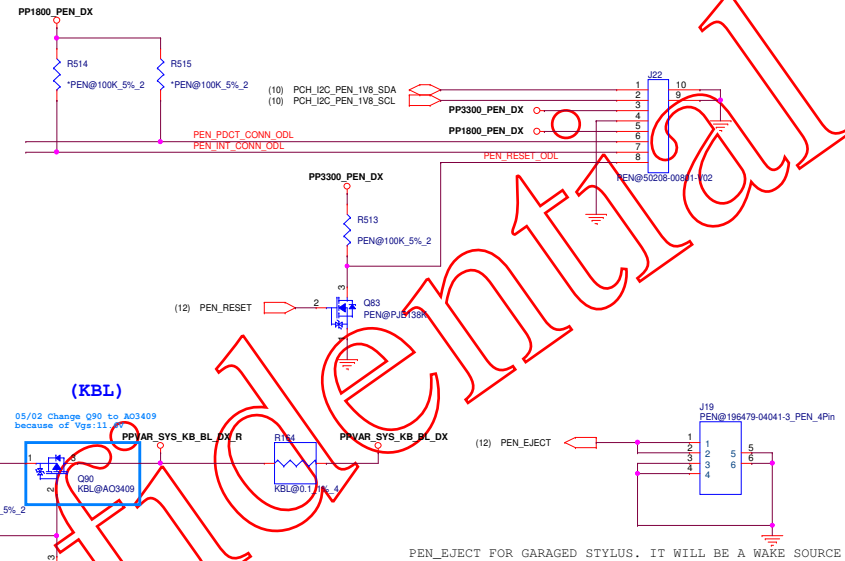 PP1800_PEN_DX
R514
*PEN@100K_5%_2
R515
*PEN@100K_5%_2
(10) PCH_I2C_PEN_1V8_SDA
(10) PCH_I2C_PEN_1V8_SCL
PP3300_PEN_DX
PP1800_PEN_DX
PEN_PDCT_CONN_ODL
PEN_INT_CONN_ODL
PEN_RESET_ODL
J22
1
2
3
4
5
6
7
8
10
9
PEN@50208-00801-V02
PP3300_PEN_DX
R513
PEN@100K_5%_2
(12) PEN_RESET
2
3
1
Q83
PEN@PJE138K
(KBL)
05/02 Change Q90 to AO3409
because of Vgs:11.6V
PPVAR_SYS_KB_BL_DX_R
R164
PPVAR_SYS_KB_BL_DX
1
3
2
Q90
KBL@AO3409
KBL@0.1_1%_4
5%_2
3
(12) PEN_EJECT
J19
PEN@196479-04041-3_PEN_4Pin
1 1
2 2
3 3
4 4
5 5
6 6
PEN_EJECT FOR GARAGED STYLUS. IT WILL BE A WAKE SOURCE
fidential